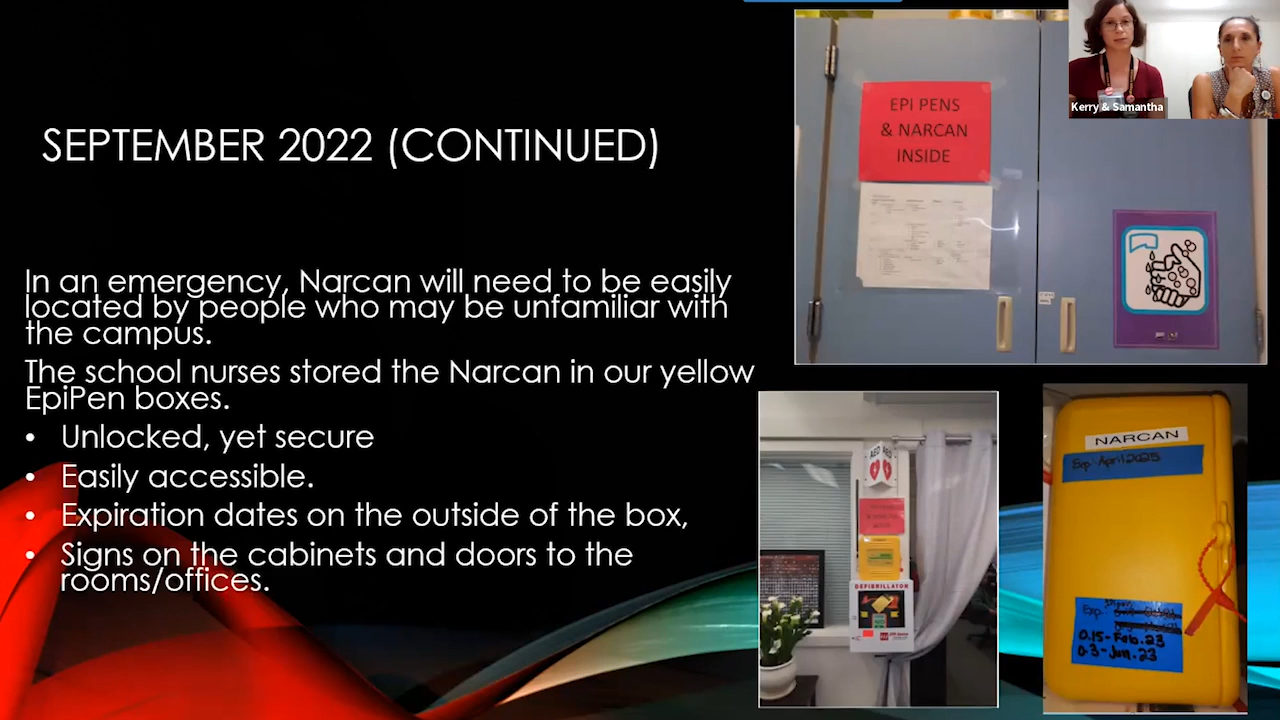 SEPTEMBER 2022 (CONTINUED)
In an emergency, Narcan will need to be easily
located by people who may be unfamiliar with
the campus.
The school nurses stored the Narcan in our yellow
EpiPen boxes.
• Unlocked, yet secure
• Easily accessible.
• Expiration dates on the outside of the box,
• Signs on the cabinets and doors to the
rooms/offices.
EPI PENS
& NARCAN
INSIDE
Kerry & Samantha
AED AED
DEFIBRILLATOR
NARCAN
Exp: April 2025
Exp:
0.15-Feb.23
0.3-Jun.23